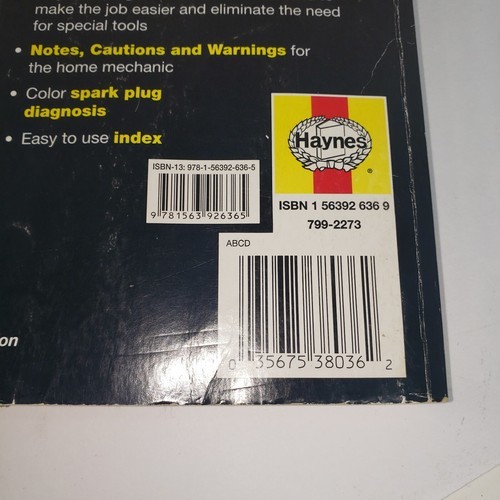 make the job easier and eliminate the need
for special tools
• Notes, Cautions and Warnings for
the home mechanic
• Color spark plug
diagnosis
• Easy to use index
Haynes
®
ISBN-13: 978-1-56392-636-5
9 781563 926365
ISBN 1 56392 636 9
799-2273
ABCD
0 35675 38036 2
on